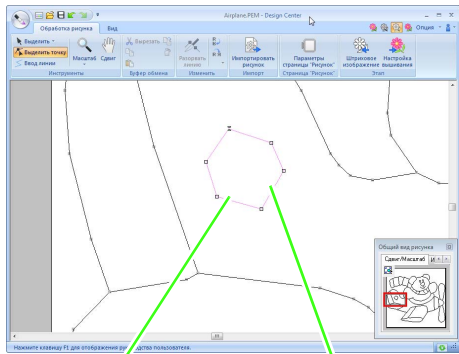 Airplane.PEM - Design Center
Обработка рисунка Вид Опция
Выделить
Выделить точку
Ввод линии
Масштаб Сдвиг
Инструменты
Вырезать
Буфер обмена
Разорвать линию
Изменить
Импортировать рисунок
Импорт
Параметры страницы "Рисунок"
Страница "Рисунок"
Штриховое изображение
Настройка вышивания
Этап
Общий вид рисунка
Сдвиг/Масштаб И
Нажмите клавишу F1 для отображения руководства пользователя.